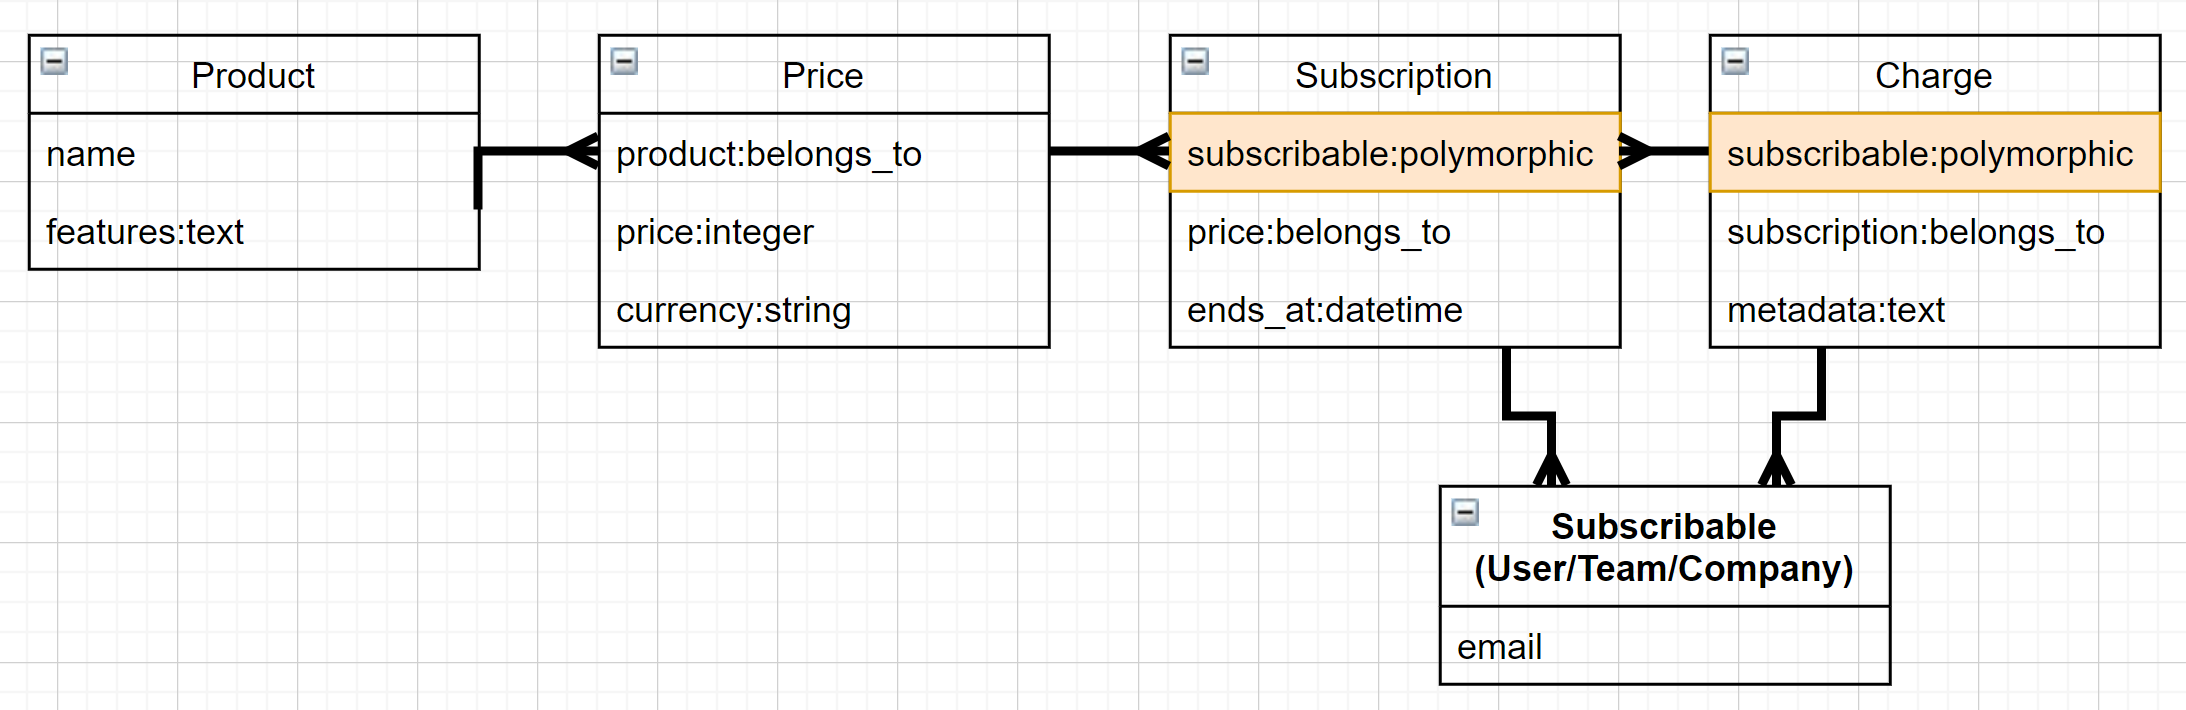 Product
name
features:text
Price
product:belongs_to
price:integer
currency:string
Subscription
subscribable:polymorphic
price:belongs_to
ends_at:datetime
Charge
subscribable:polymorphic
subscription:belongs_to
metadata:text
Subscribable
(User/Team/Company)
email